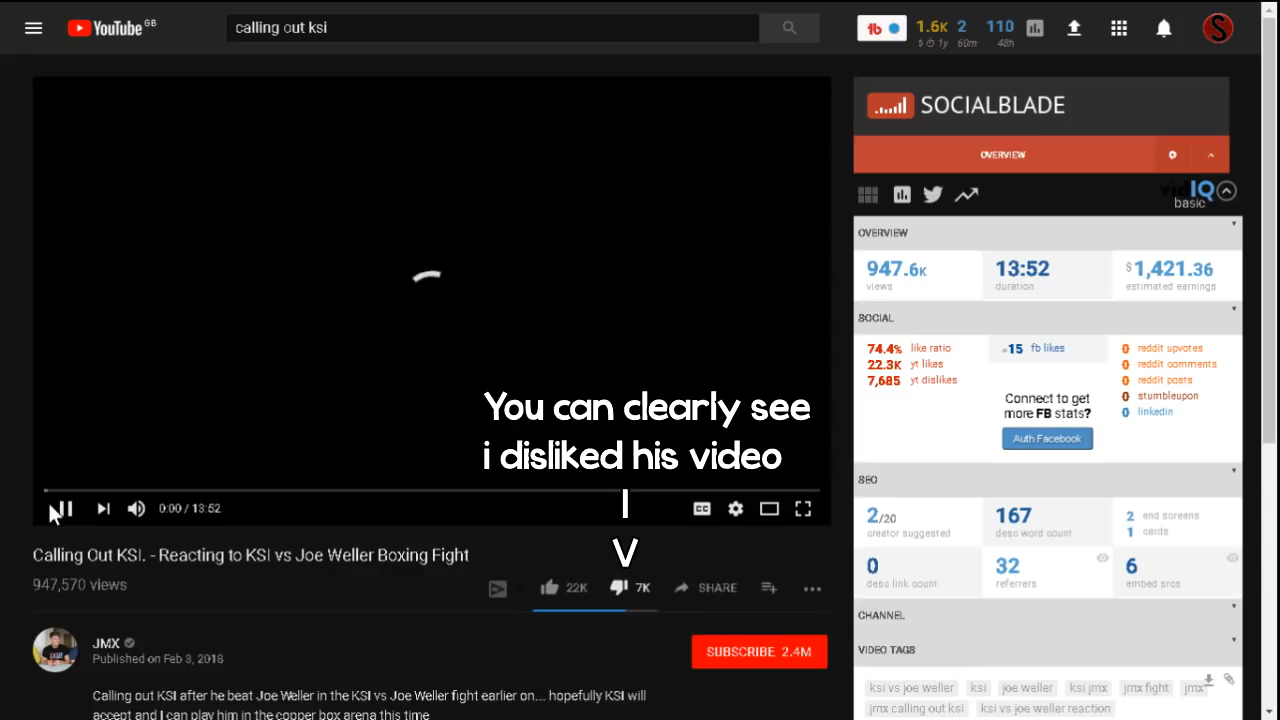 YouTube GB
calling out ksi
1.6K 2 110
$ 1y 60m 48h
SOCIALBLADE
OVERVIEW
vidIQ
basic
OVERVIEW
947.6K 13:52 $1,421.36
views duration estimated earnings
SOCIAL
74.4% like ratio
22.3K yt likes
7,685 yt dislikes
15 fb likes
Connect to get
more FB stats?
Auth Facebook
0 reddit upvotes
0 reddit comments
0 reddit posts
0 stumbleupon
0 linkedin
You can clearly see
i disliked his video
V
0:00 / 13:52
CC
SEO
2/20 167 2 end screens
creator suggested desc word count 1 cards
0 32 6
desc link count referrers embed srcs
Calling Out KSI. - Reacting to KSI vs Joe Weller Boxing Fight
947,570 views
22K 7K SHARE
JMX
Published on Feb 3, 2018
SUBSCRIBE 2.4M
Calling out KSI after he beat Joe Weller in the KSI vs Joe Weller fight earlier on... hopefully KSI will
accept and I can play him in the copper box arena this time
CHANNEL
VIDEO TAGS
ksi vs joe weller ksi joe weller ksi jmx jmx fight jmx
jmx calling out ksi ksi vs joe weller reaction